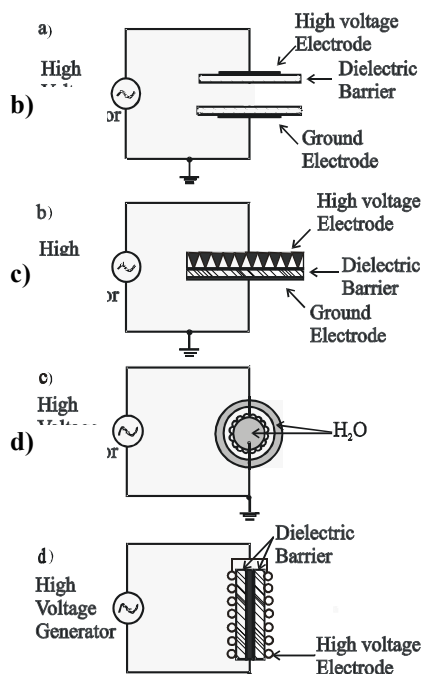 a)
High voltage
Electrode
High
Dielectric
Barrier
b)
or
Ground
Electrode
b)
High voltage
Electrode
High
c)
Dielectric
Barrier
or
Ground
Electrode
c)
High
d)
or
H₂O
d)
Dielectric
Barrier
High
Voltage
Generator
High voltage
Electrode